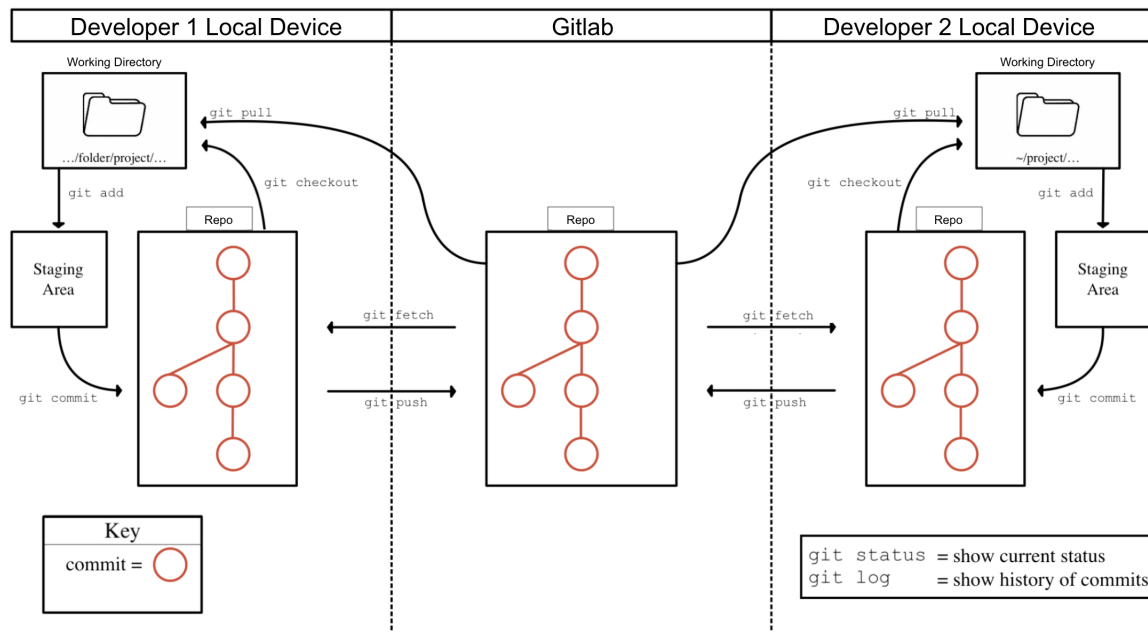 Developer 1 Local Device
Gitlab
Developer 2 Local Device
Working Directory
…/folder/project/…
git pull
git checkout
git add
Repo
Staging
Area
git commit
git fetch
git push
Repo
git fetch
git push
Working Directory
~/project/…
git pull
git checkout
git add
Repo
Staging
Area
git commit
Key
commit =
git status = show current status
git log = show history of commits